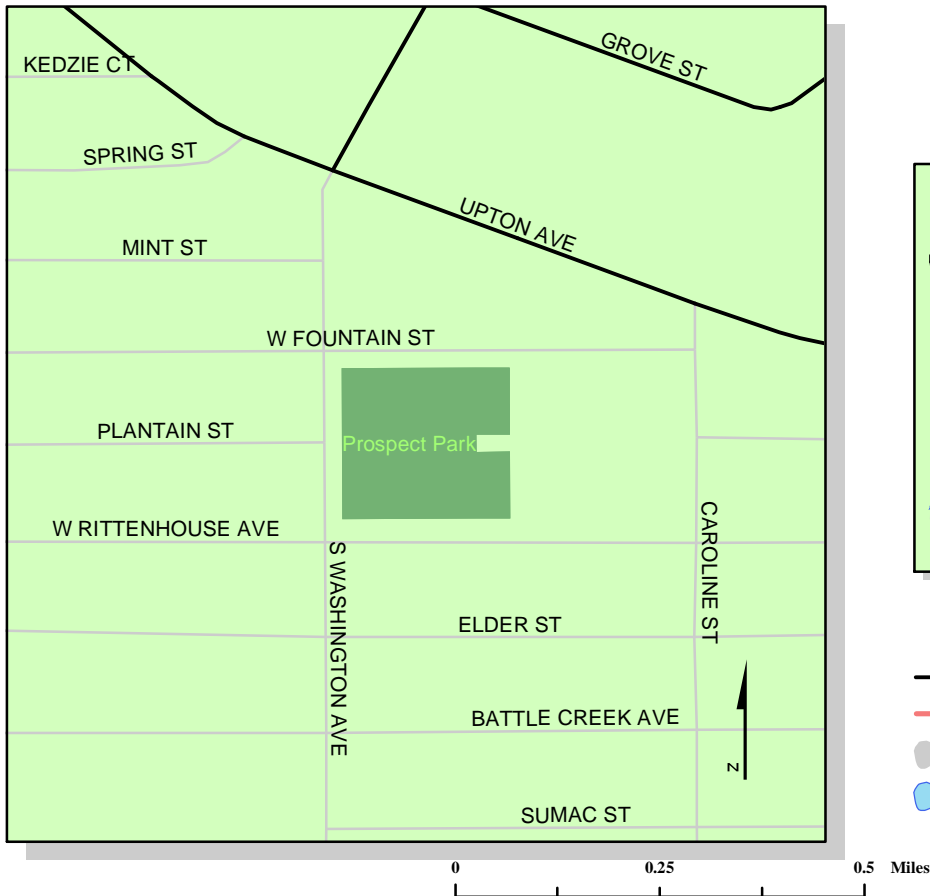 GROVE ST
KEDZIE CT
SPRING ST
UPTON AVE
MINT ST
W FOUNTAIN ST
PLANTAIN ST
Prospect Park
W RITTENHOUSE AVE
CAROLINE ST
S WASHINGTON AVE
ELDER ST
BATTLE CREEK AVE
N
SUMAC ST
0 0.25 0.5 Miles